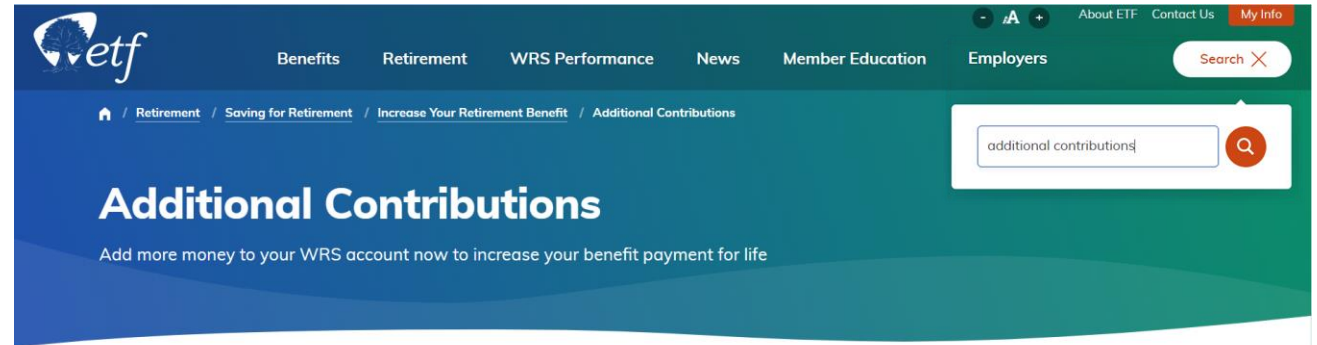 - AA + About ETF Contact Us My Info
etf Benefits Retirement WRS Performance News Member Education Employers Search X
/ Retirement / Saving for Retirement / Increase Your Retirement Benefit / Additional Contributions
additional contributions
Additional Contributions
Add more money to your WRS account now to increase your benefit payment for life